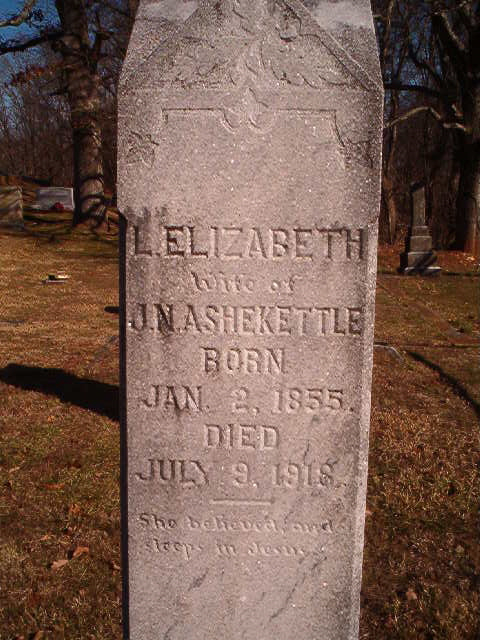 L. ELIZABETH
Wife of
J.N. ASHEKETTLE
BORN
JAN. 2, 1855.
DIED
JULY 9, 1918.
She believed, and
sleeps in Jesus.